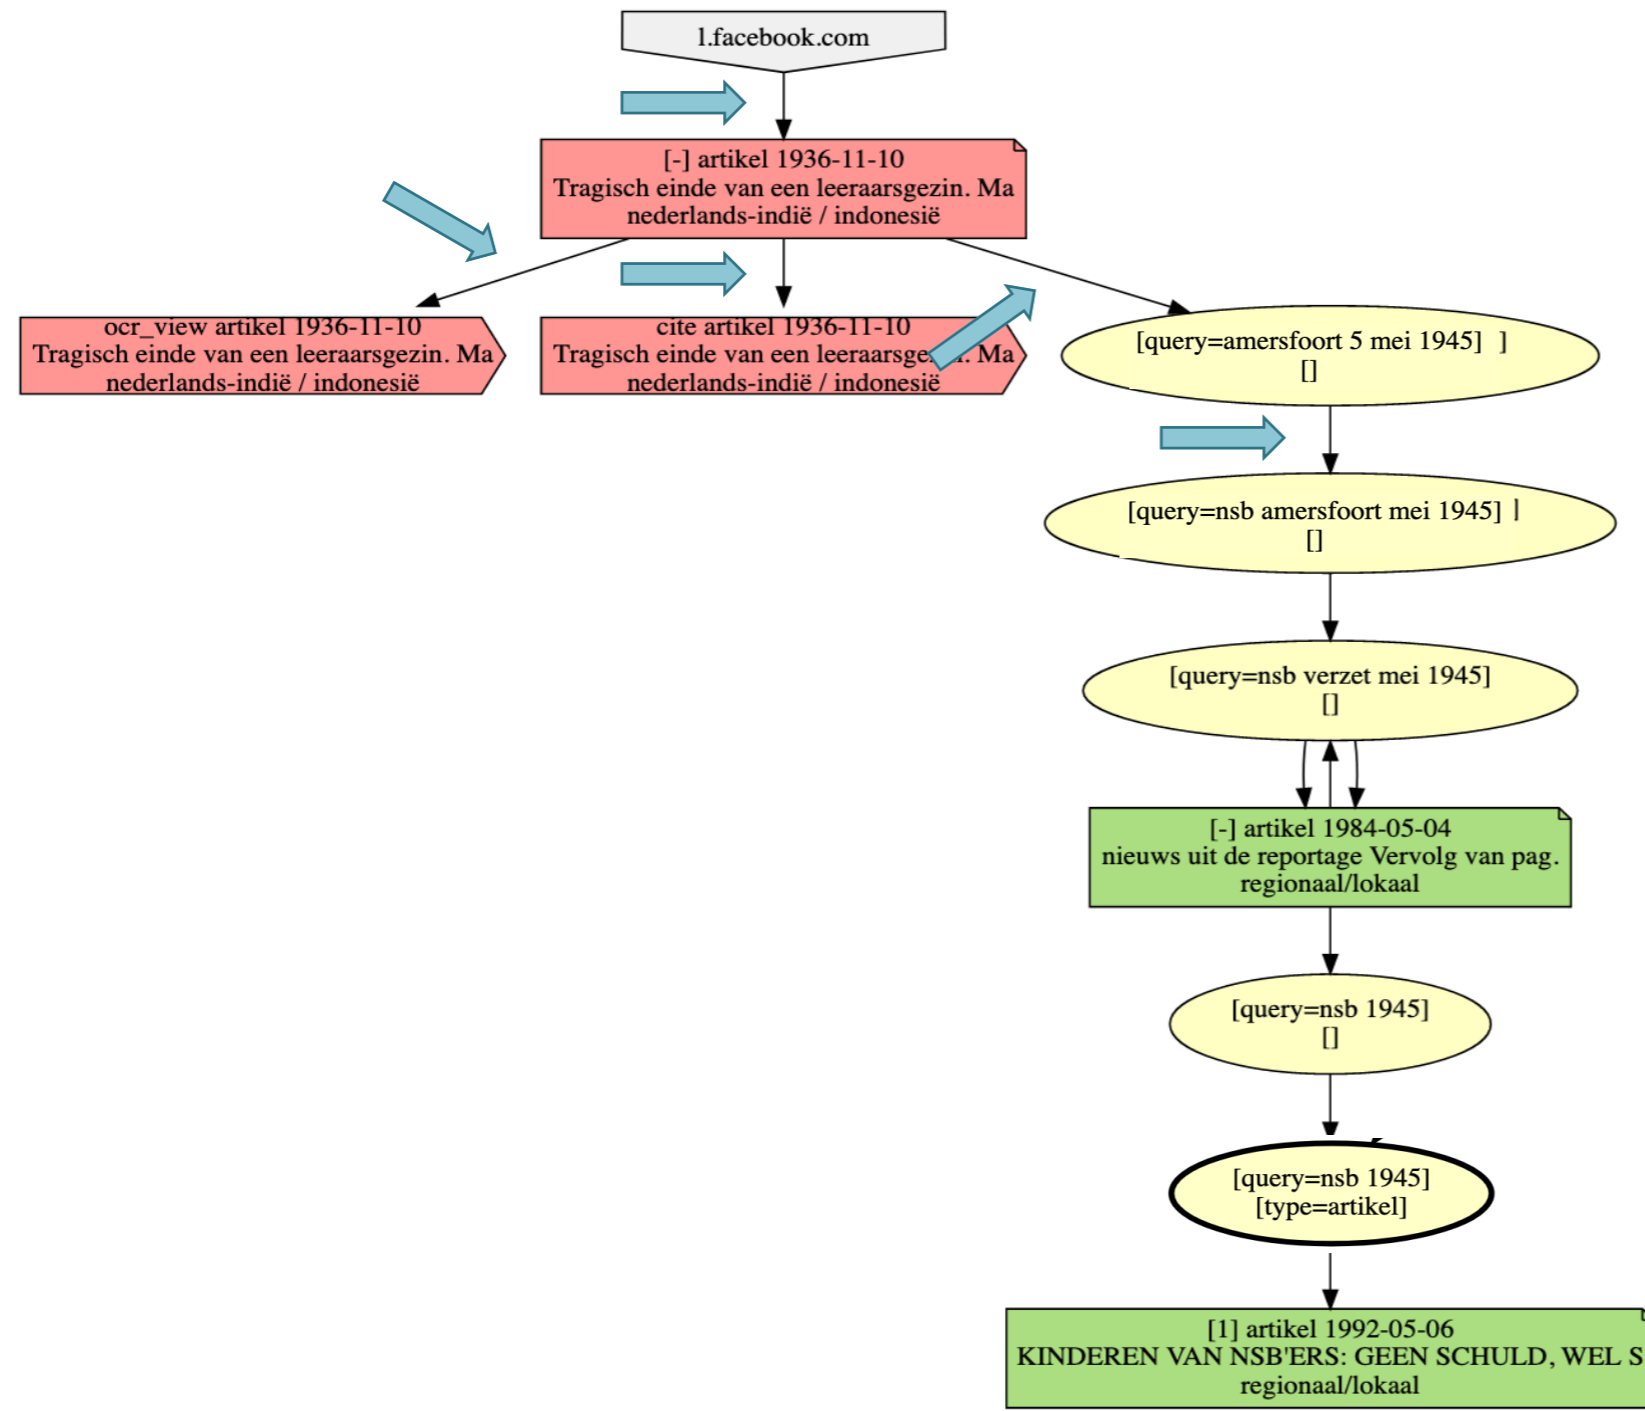 l.facebook.com
[-] artikel 1936-11-10
Tragisch einde van een leeraarsgezin. Ma
nederlands-indië / indonesië
ocr_view artikel 1936-11-10
Tragisch einde van een leeraarsgezin. Ma
nederlands-indië / indonesië
cite artikel 1936-11-10
Tragisch einde van een Ma
nederlands-indië / indonesië
[query=amersfoort 5 mei 1945] ]
[]
[query=nsb amersfoort mei 1945]
[]
[query=nsb verzet mei 1945]
[]
[-] artikel 1984-05-04
nieuws uit de reportage Vervolg van pag.
regionaal/lokaal
[query=nsb 1945]
[]
[query=nsb 1945]
[type=artikel]
[1] artikel 1992-05-06
KINDEREN VAN NSB'ERS: GEEN SCHULD, WEL S
regionaal/lokaal